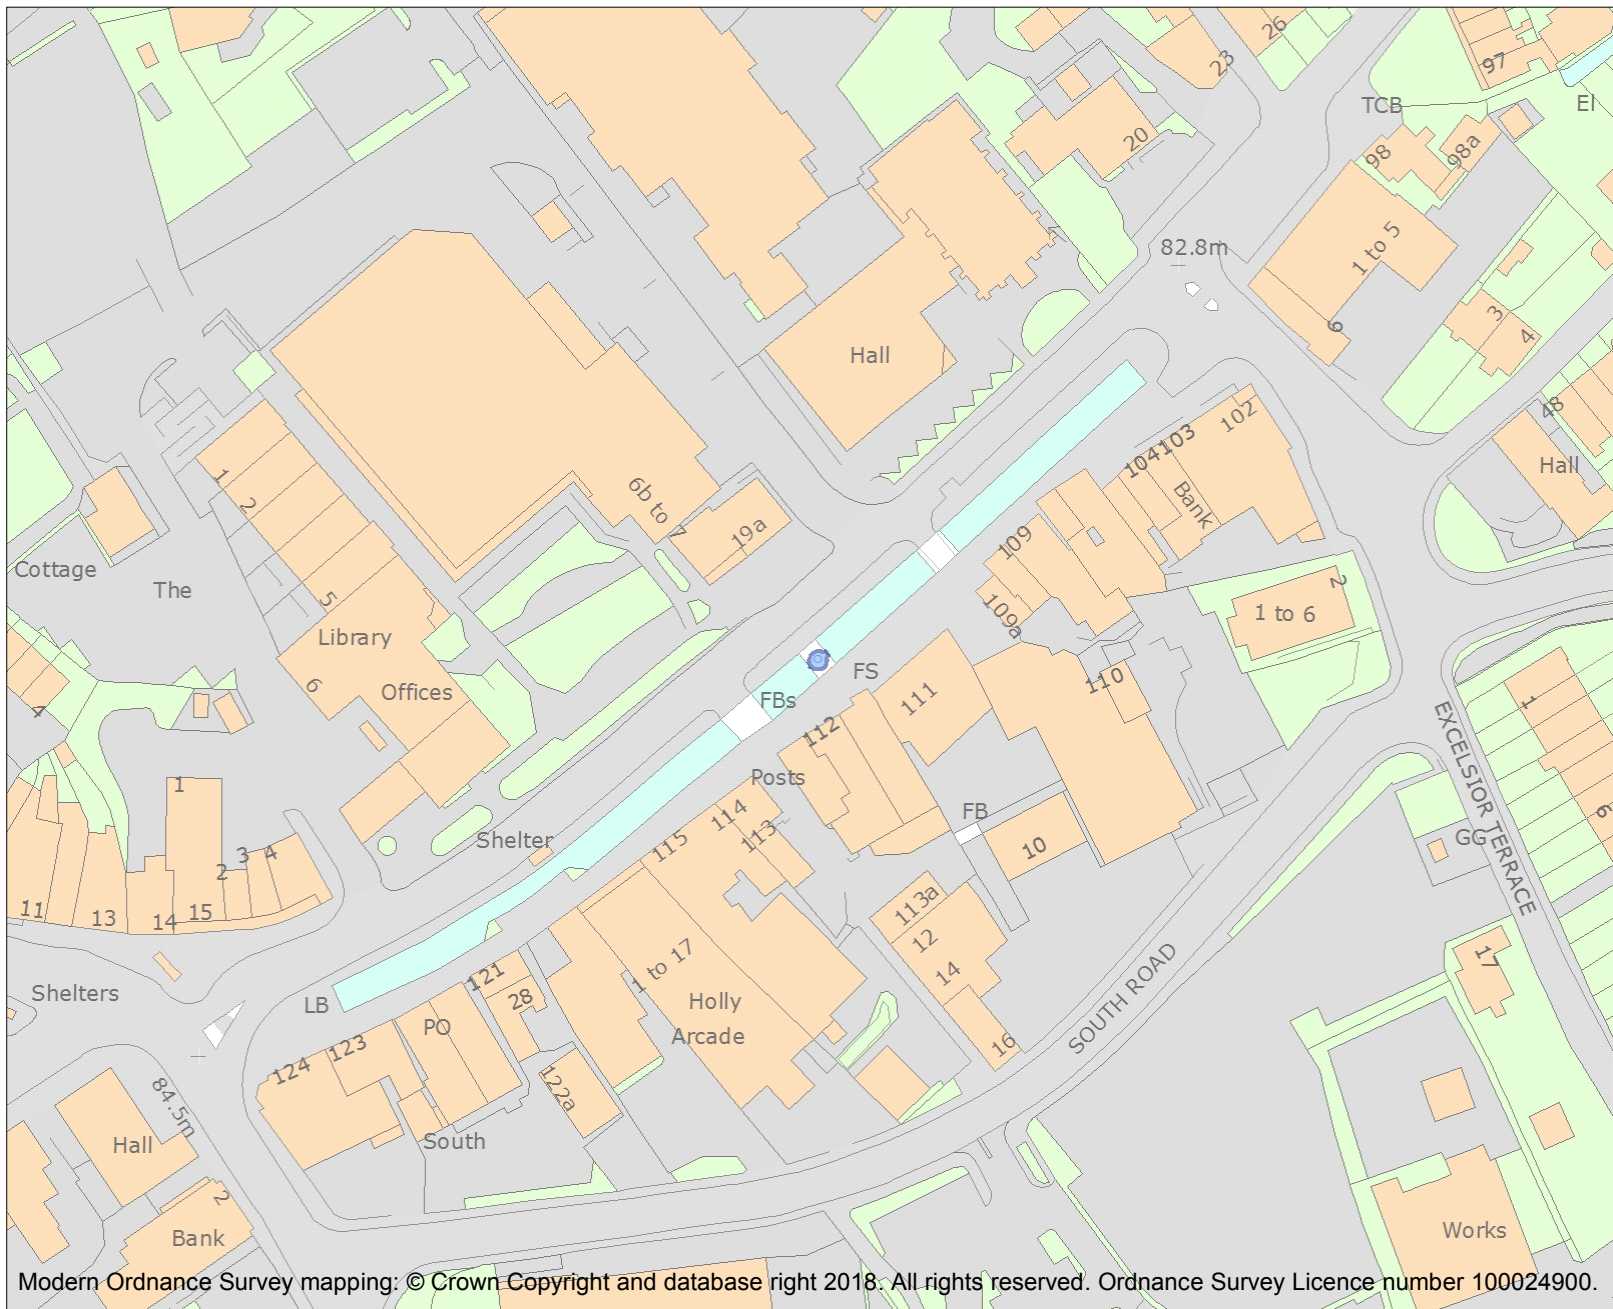 26
23
97
TCB
El
20
98
98a
1 to 5
82.8m
6
3
4
Hall
48
Hall
102
103
104
Bank
1
2
6b to 7
19a
109
109a
Cottage
The
5
2
1 to 6
Library
6
Offices
FS
FBs
110
111
4
112
1
EXCELSIOR TERRACE
Posts
1
114
113
115
FB
10
6
GG
Shelter
2
3
4
11
13
14
15
113a
12
14
17
SOUTH ROAD
1 to 17
Holly
Arcade
121
28
Shelters
LB
PO
123
124
16
122a
84.5m
Hall
South
2
Bank
Works
Modern Ordnance Survey mapping: © Crown Copyright and database right 2018. All rights reserved. Ordnance Survey Licence number 100024900.